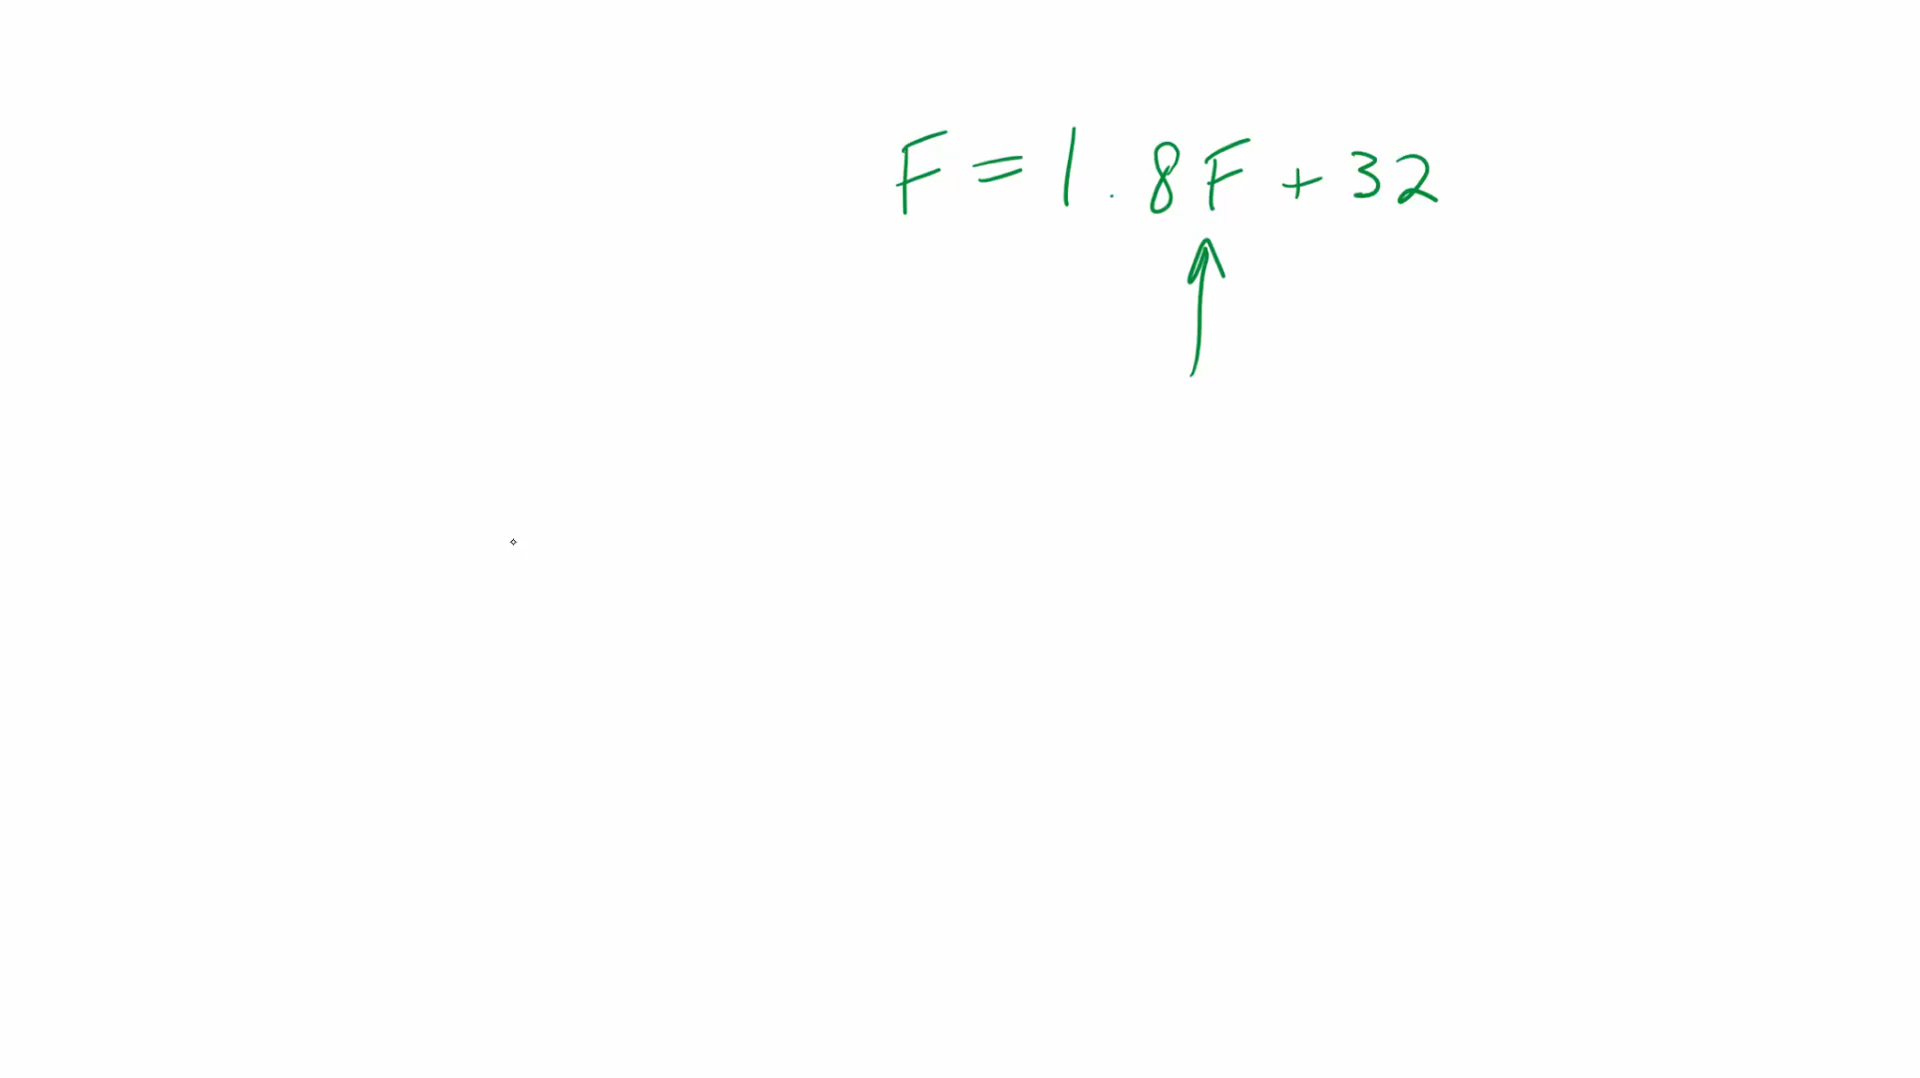 F = 1.8F + 32